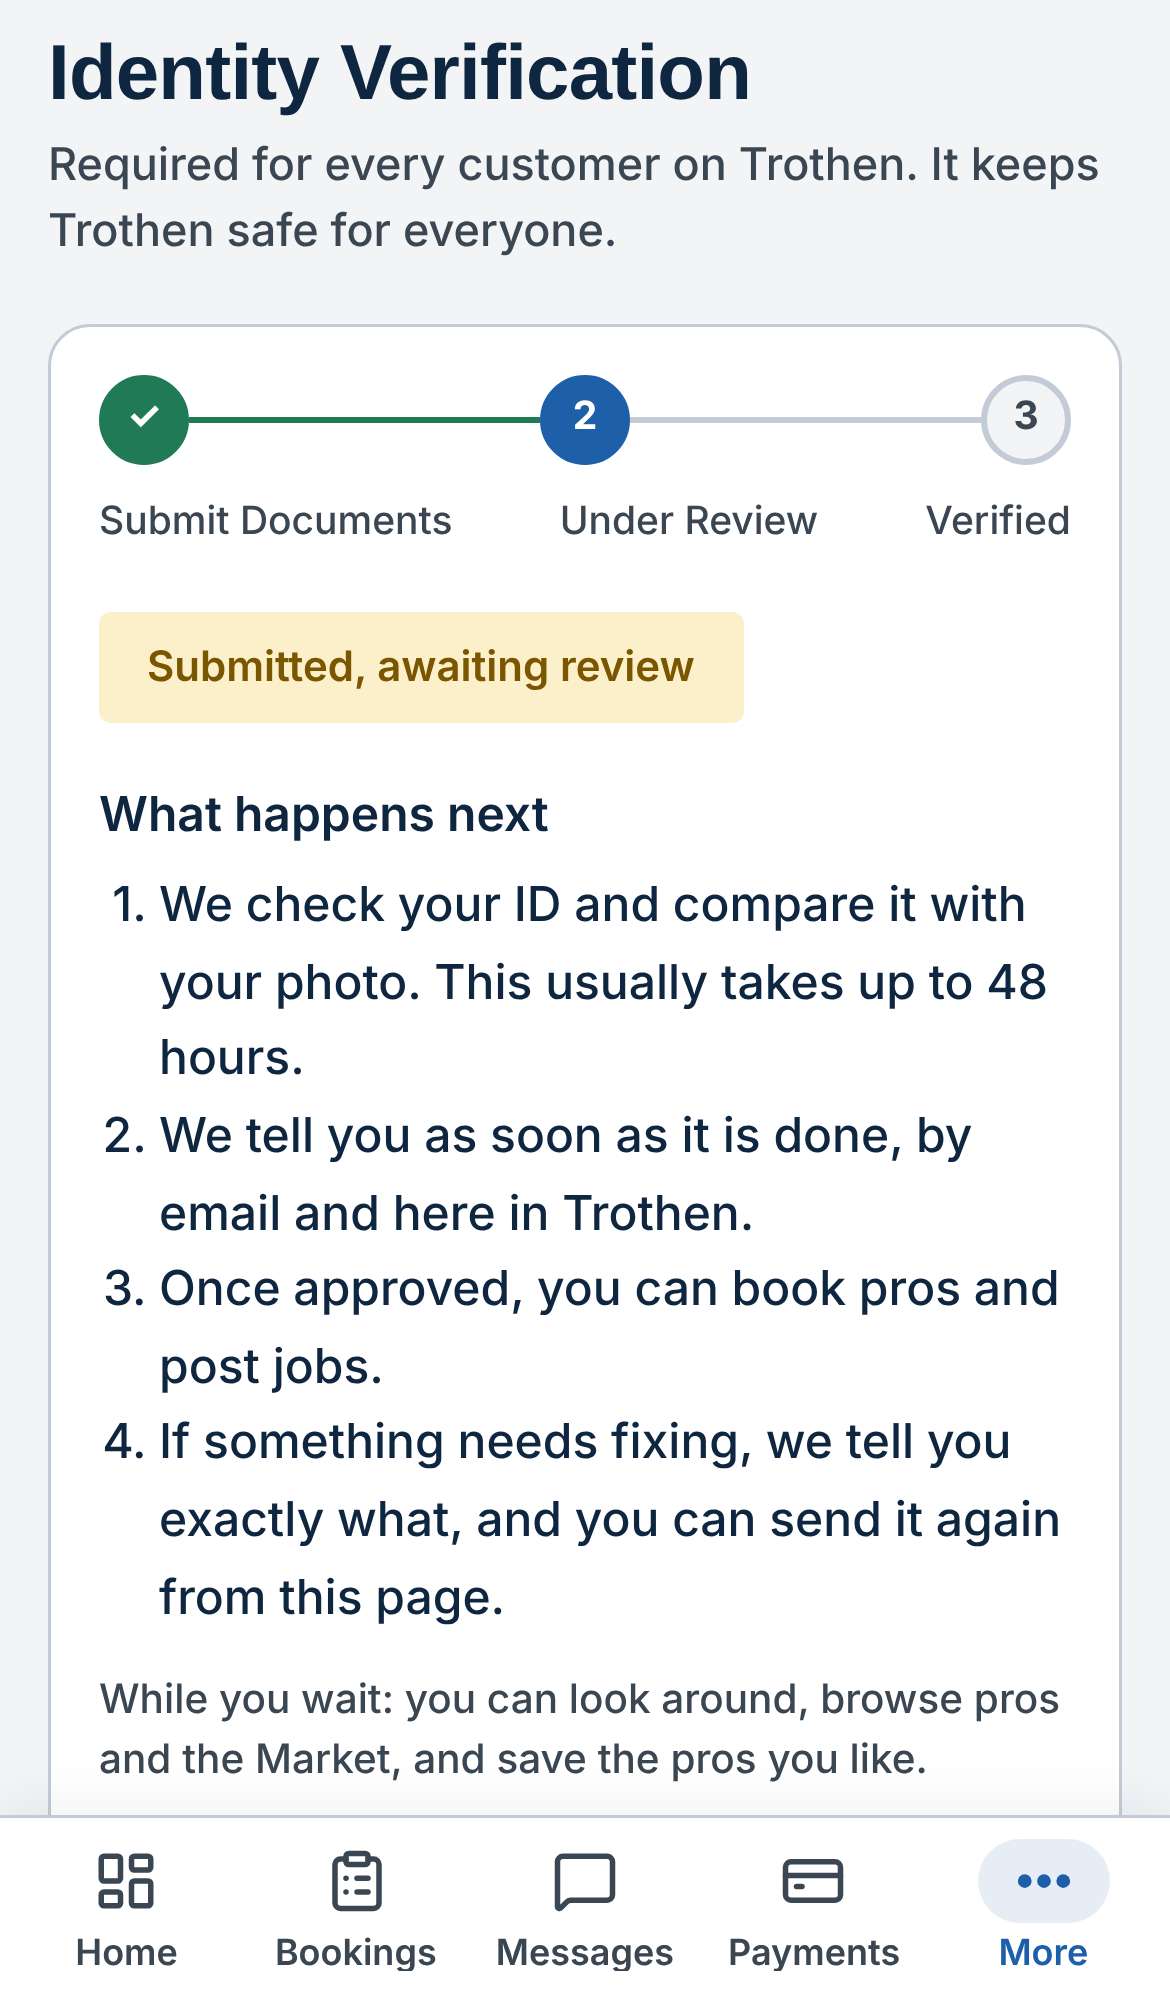 Identity Verification
Required for every customer on Trothen. It keeps
Trothen safe for everyone.
2
3
Submit Documents
Under Review
Verified
Submitted, awaiting review
What happens next
1. We check your ID and compare it with
your photo. This usually takes up to 48
hours.
2. We tell you as soon as it is done, by
email and here in Trothen.
3. Once approved, you can book pros and
post jobs.
4. If something needs fixing, we tell you
exactly what, and you can send it again
from this page.
While you wait: you can look around, browse pros
and the Market, and save the pros you like.
Home
Bookings
Messages
Payments
More